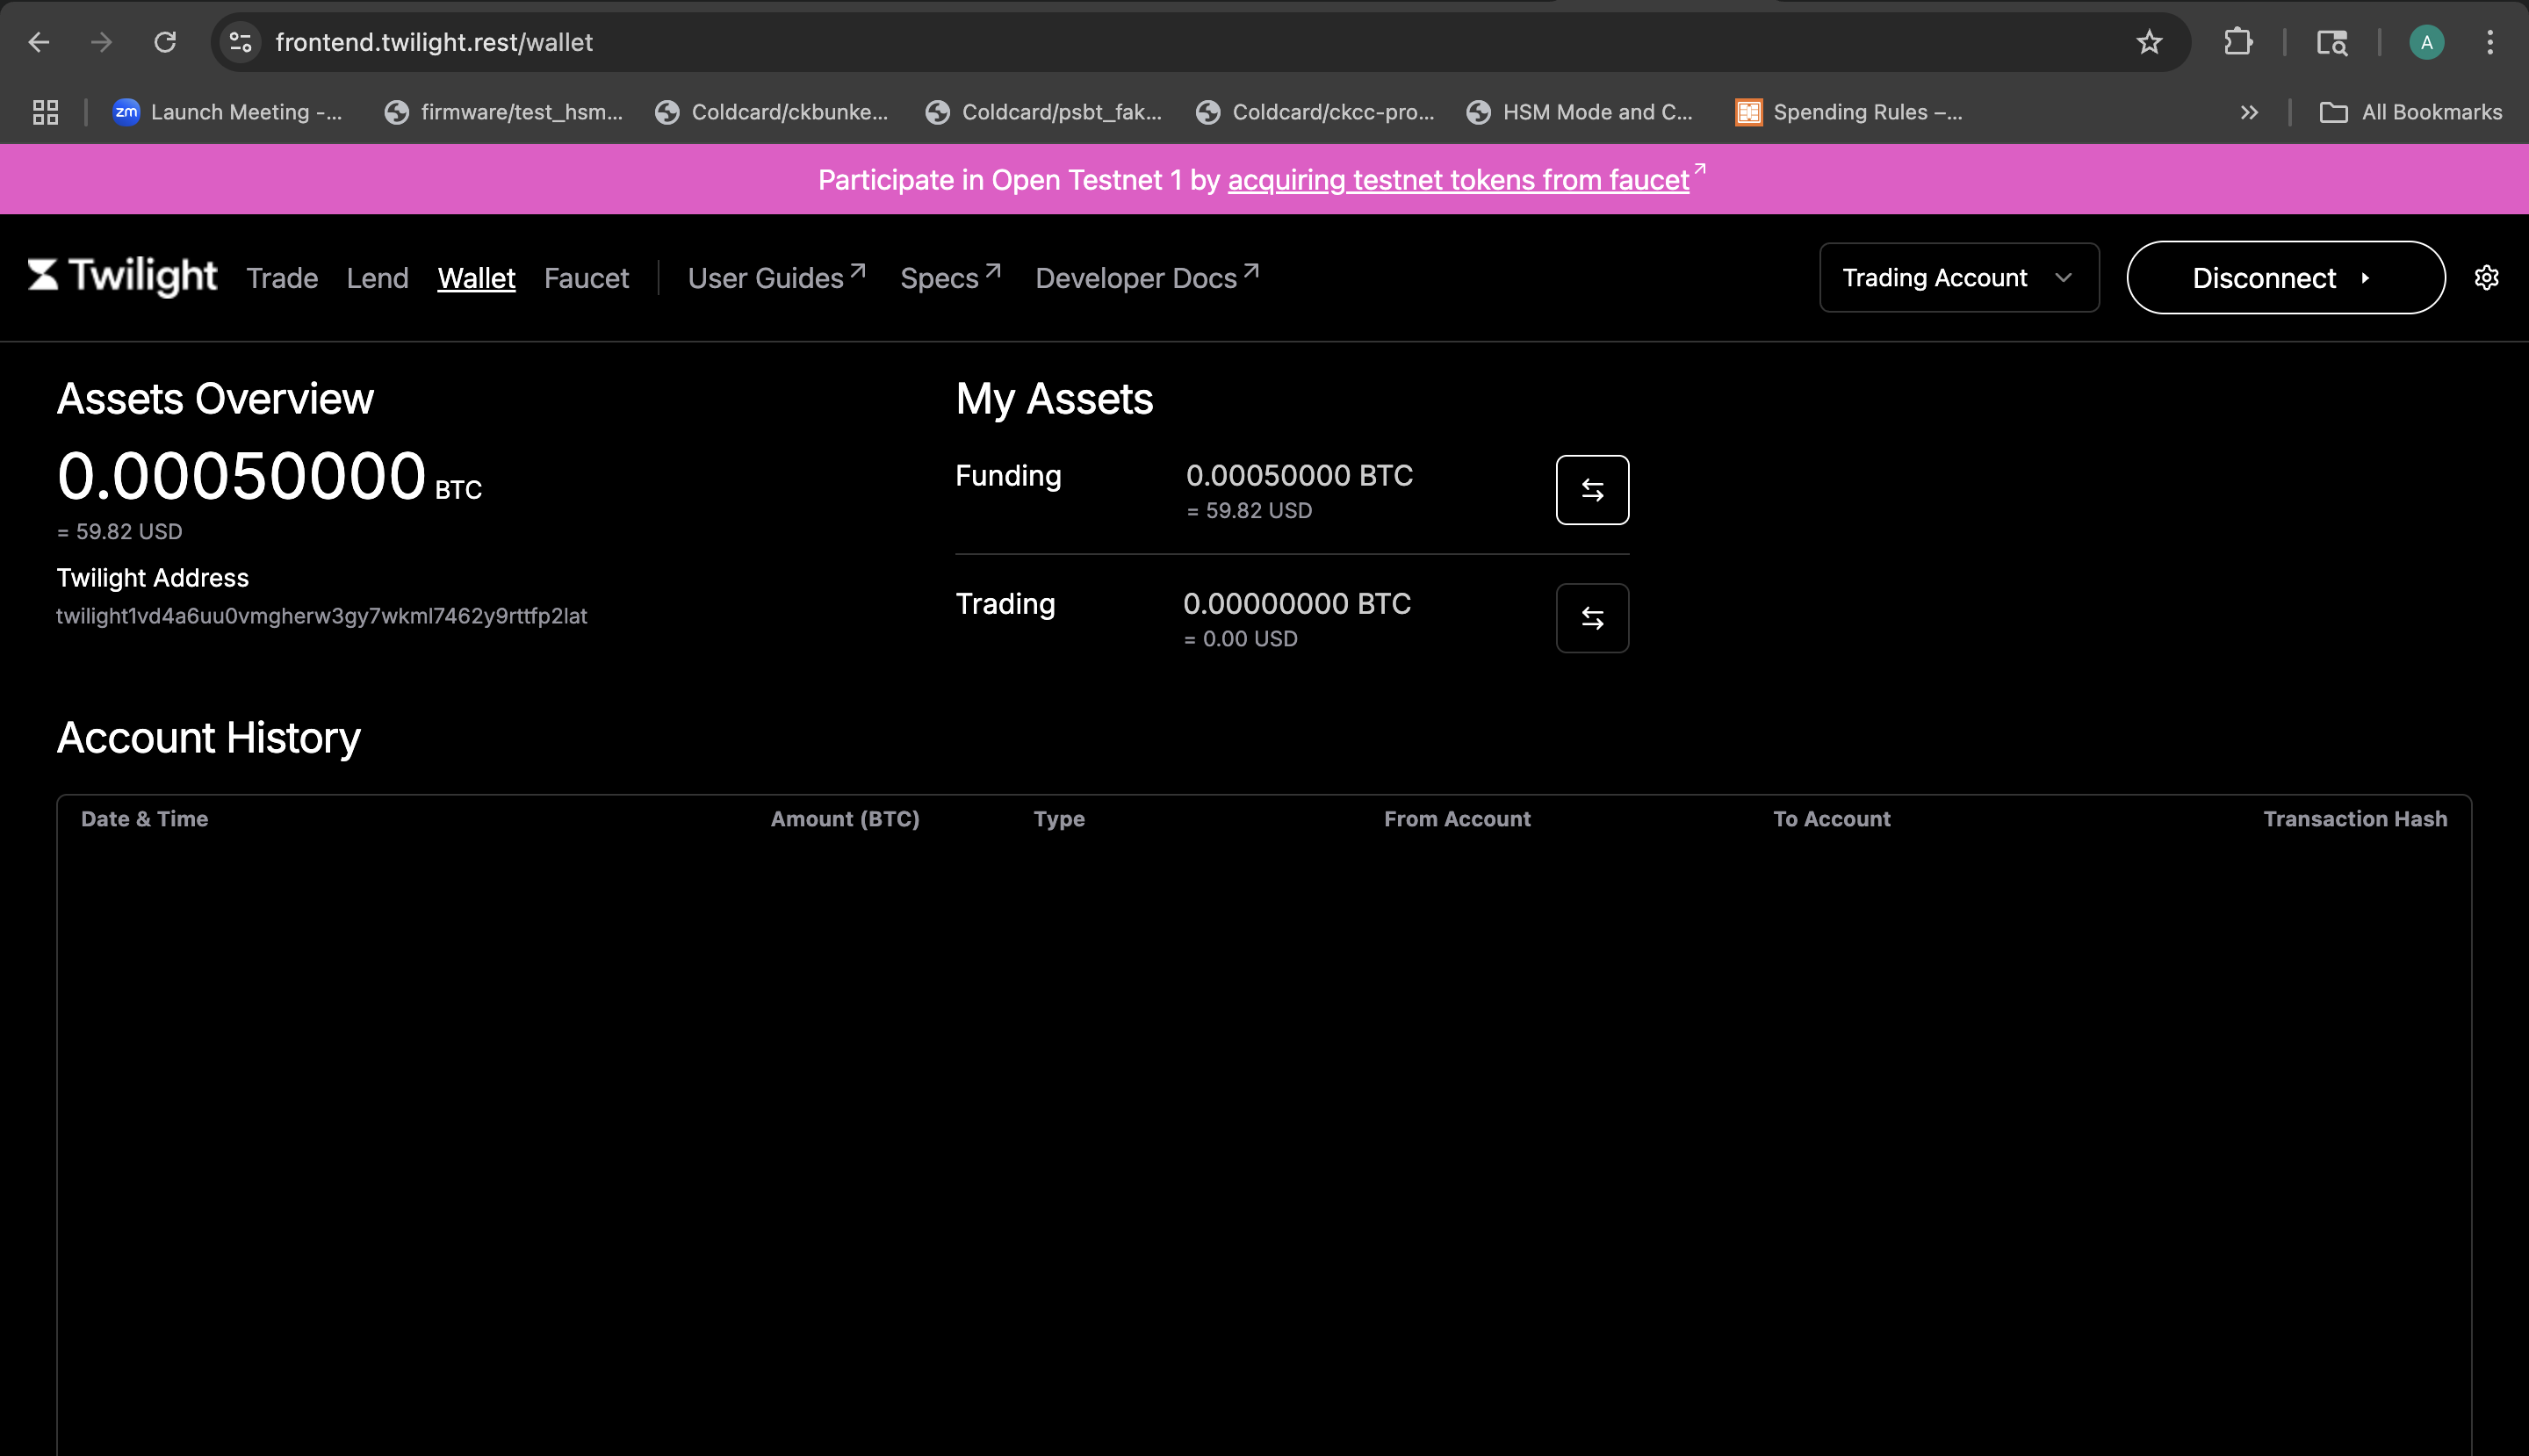 frontend.twilight.rest/wallet
A
zm Launch Meeting -... firmware/test_hsm... Coldcard/ckbunke... Coldcard/psbt_fak... Coldcard/ckcc-pro... HSM Mode and C... Spending Rules –... All Bookmarks
Participate in Open Testnet 1 by acquiring testnet tokens from faucet
Twilight Trade Lend Wallet Faucet User Guides Specs Developer Docs Trading Account Disconnect
Assets Overview
0.00050000 BTC
= 59.82 USD
Twilight Address
twilight1vd4a6uu0vmgherw3gy7wkml7462y9rttfp2lat
My Assets
Funding 0.00050000 BTC
= 59.82 USD
Trading 0.00000000 BTC
= 0.00 USD
Account History
Date & Time Amount (BTC) Type From Account To Account Transaction Hash